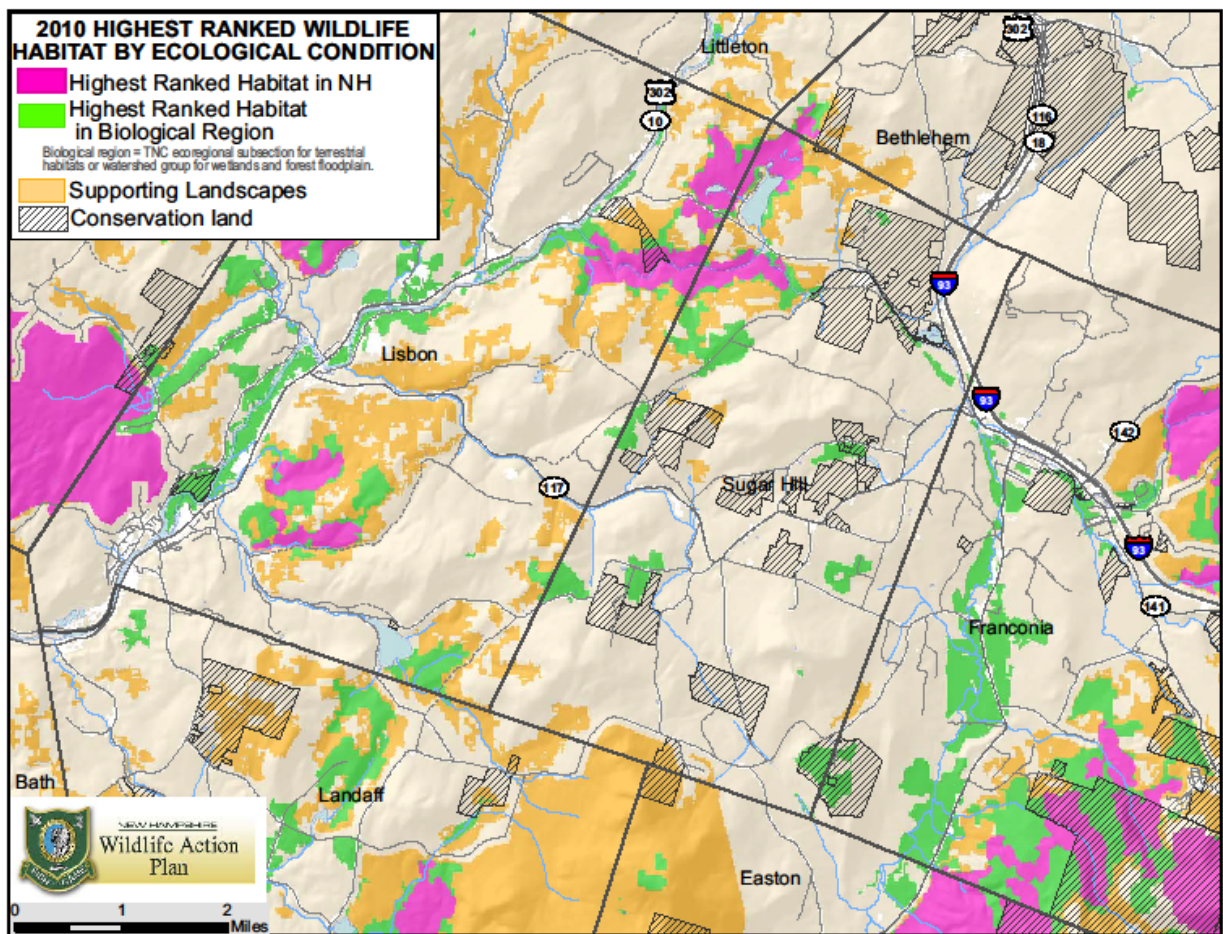 2010 HIGHEST RANKED WILDLIFE
HABITAT BY ECOLOGICAL CONDITION
Highest Ranked Habitat in NH
Highest Ranked Habitat
in Biological Region
Biological region = TNC ecoregional subsection for terrestrial
habitats or watershed group for wetlands and forest floodplain.
Supporting Landscapes
Conservation land
Littleton
302
302
10
116
18
Bethlehem
93
Lisbon
93
142
Sugar Hill
117
93
141
Franconia
Bath
Landaff
Easton
NEW HAMPSHIRE
Wildlife Action
Plan
0 1 2
Miles